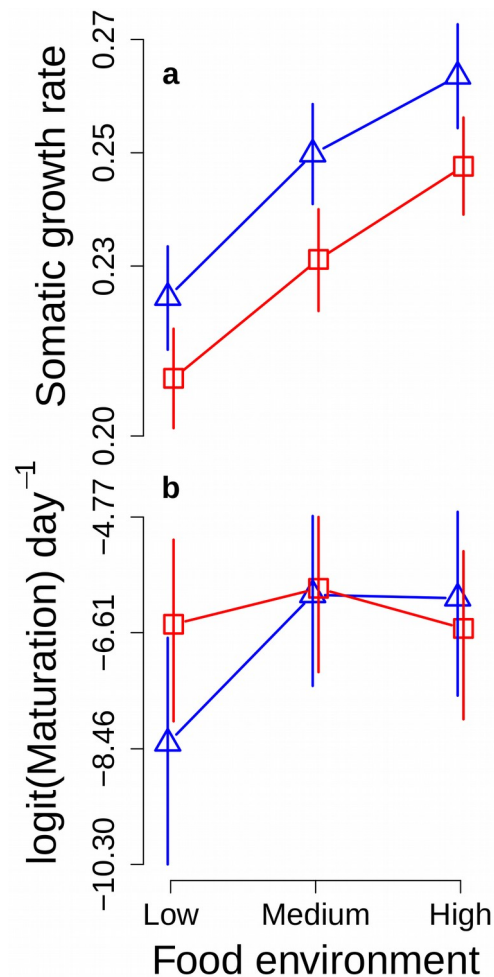 a
Somatic growth rate
0.27
0.25
0.23
0.20
b
logit(Maturation) day⁻¹
−4.77
−6.61
−8.46
−10.30
Low Medium High
Food environment